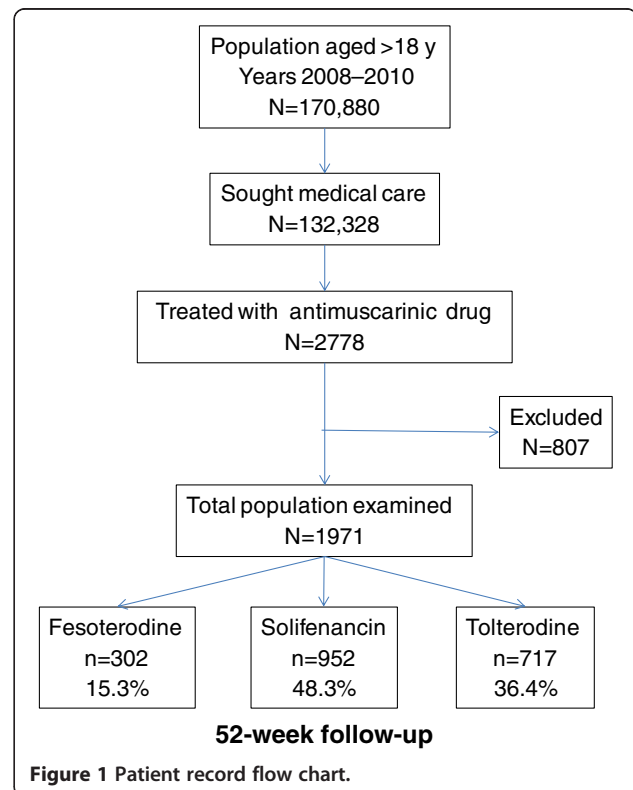 Population aged >18 y
Years 2008–2010
N=170,880
Sought medical care
N=132,328
Treated with antimuscarinic drug
N=2778
Excluded
N=807
Total population examined
N=1971
Fesoterodine
n=302
15.3%
Solifenancin
n=952
48.3%
Tolterodine
n=717
36.4%
52-week follow-up
Figure 1 Patient record flow chart.